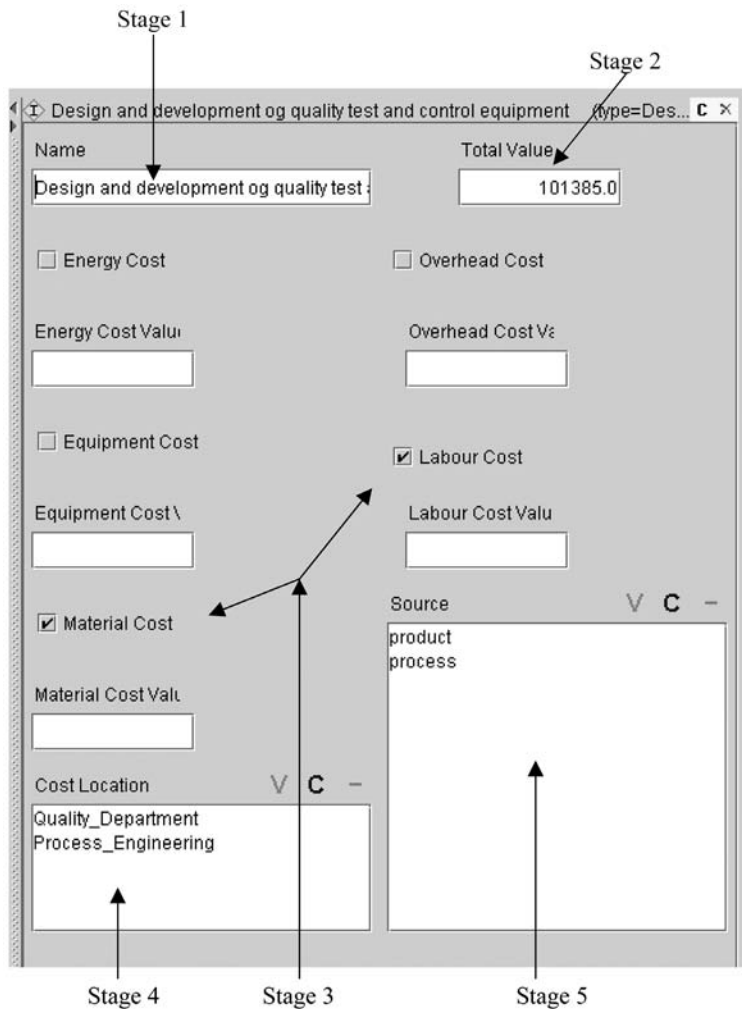 Stage 1
Stage 2
Design and development og quality test and control equipment (type=Des... C ×
Name
Total Value
Design and development og quality test a
101385.0
Energy Cost
Overhead Cost
Energy Cost Valu
Overhead Cost Va
Equipment Cost
Labour Cost
Equipment Cost V
Labour Cost Valu
Material Cost
Source V C –
product
process
Material Cost Valu
Cost Location V C –
Quality_Department
Process_Engineering
Stage 4
Stage 3
Stage 5